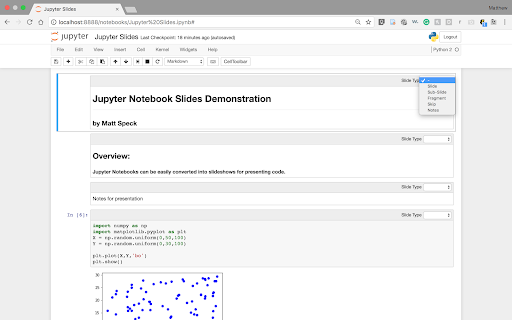 Jupyter Slides
Matthew
localhost:8888/notebooks/Jupyter%20Slides.ipynb#
jupyter Jupyter Slides Last Checkpoint: 18 minutes ago (autosaved)
Logout
File Edit View Insert Cell Kernel Widgets Help
Python 2
Markdown
CellToolbar
Slide Type
-
Slide
Sub-Slide
Fragment
Skip
Notes
Jupyter Notebook Slides Demonstration
by Matt Speck
Slide Type
Overview:
Jupyter Notebooks can be easily converted into slideshows for presenting code.
Slide Type
Notes for presentation
Slide Type
In [6]:
import numpy as np
import matplotlib.pyplot as plt
X = np.random.uniform(0,50,100)
Y = np.random.uniform(0,30,100)
plt.plot(X,Y,'bo')
plt.show()
30
25
20
15